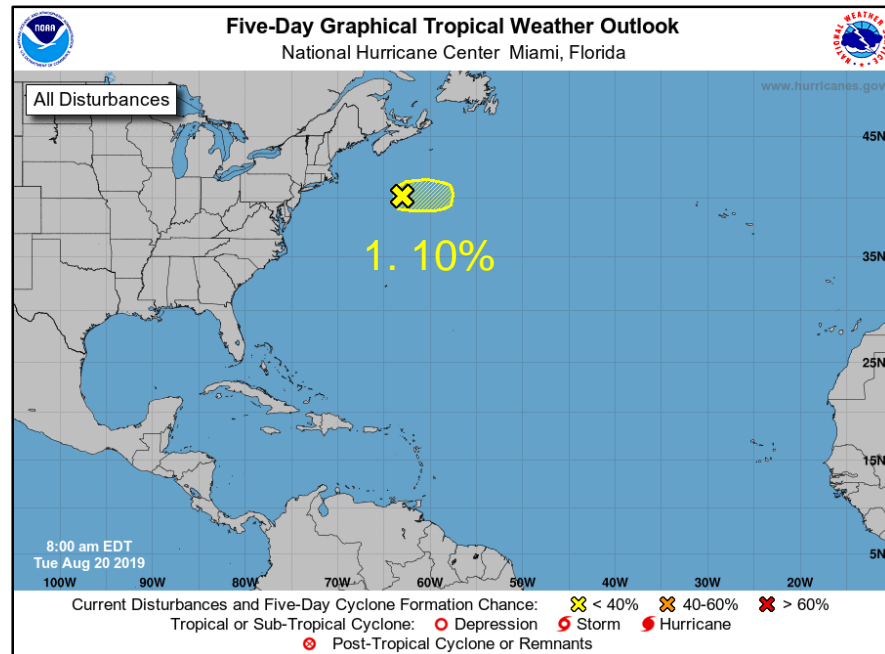 Five-Day Graphical Tropical Weather Outlook
National Hurricane Center Miami, Florida
NOAA
All Disturbances
www.hurricanes.gov
45N
35N
1. 10%
25N
15N
5N
8:00 am EDT
Tue Aug 20 2019
100W 90W 80W 70W 60W 50W 40W 30W 20W
Current Disturbances and Five-Day Cyclone Formation Chance: < 40% 40-60% > 60%
Tropical or Sub-Tropical Cyclone: Depression Storm Hurricane
Post-Tropical Cyclone or Remnants